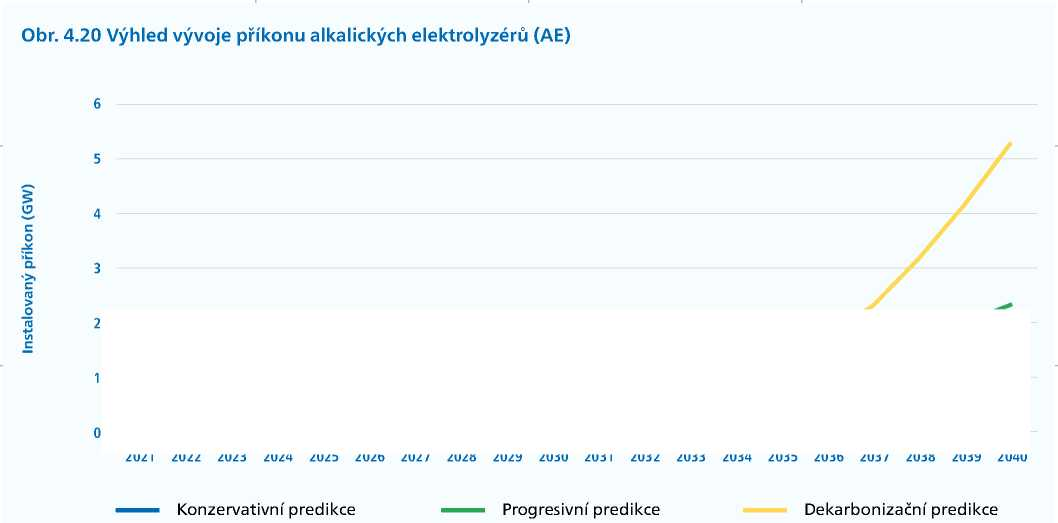 Obr. 4.20 Výhled vývoje příkonu alkalických elektrolyzérů (AE)
Instalovaný příkon (GW)
6
5
4
3
2
1
0
2021 2022 2023 2024 2025 2026 2027 2028 2029 2030 2031 2032 2033 2034 2035 2036 2037 2038 2039 2040
Konzervativní predikce Progresivní predikce Dekarbonizační predikce